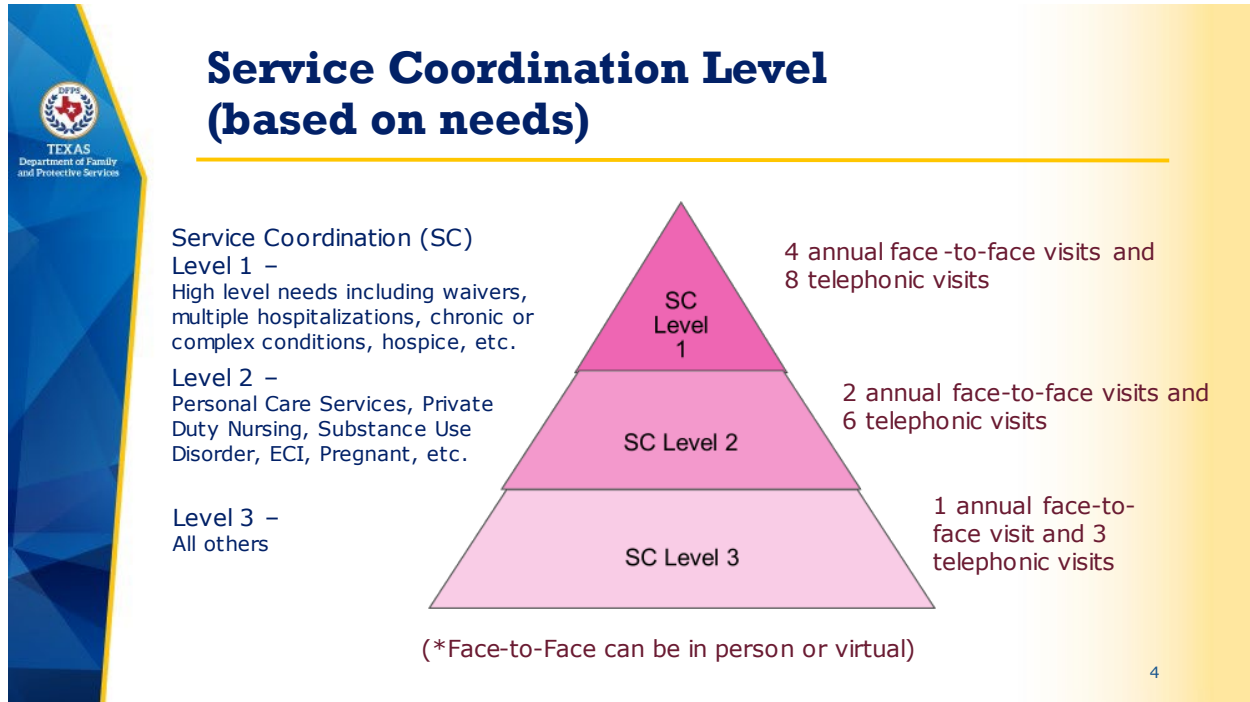 DFPS
TEXAS
Department of Family
and Protective Services
Service Coordination Level
(based on needs)
Service Coordination (SC)
Level 1 –
High level needs including waivers,
multiple hospitalizations, chronic or
complex conditions, hospice, etc.
Level 2 –
Personal Care Services, Private
Duty Nursing, Substance Use
Disorder, ECI, Pregnant, etc.
Level 3 –
All others
SC
Level
1
SC Level 2
SC Level 3
4 annual face -to-face visits and
8 telephonic visits
2 annual face-to-face visits and
6 telephonic visits
1 annual face-to-
face visit and 3
telephonic visits
(*Face-to-Face can be in person or virtual)
4